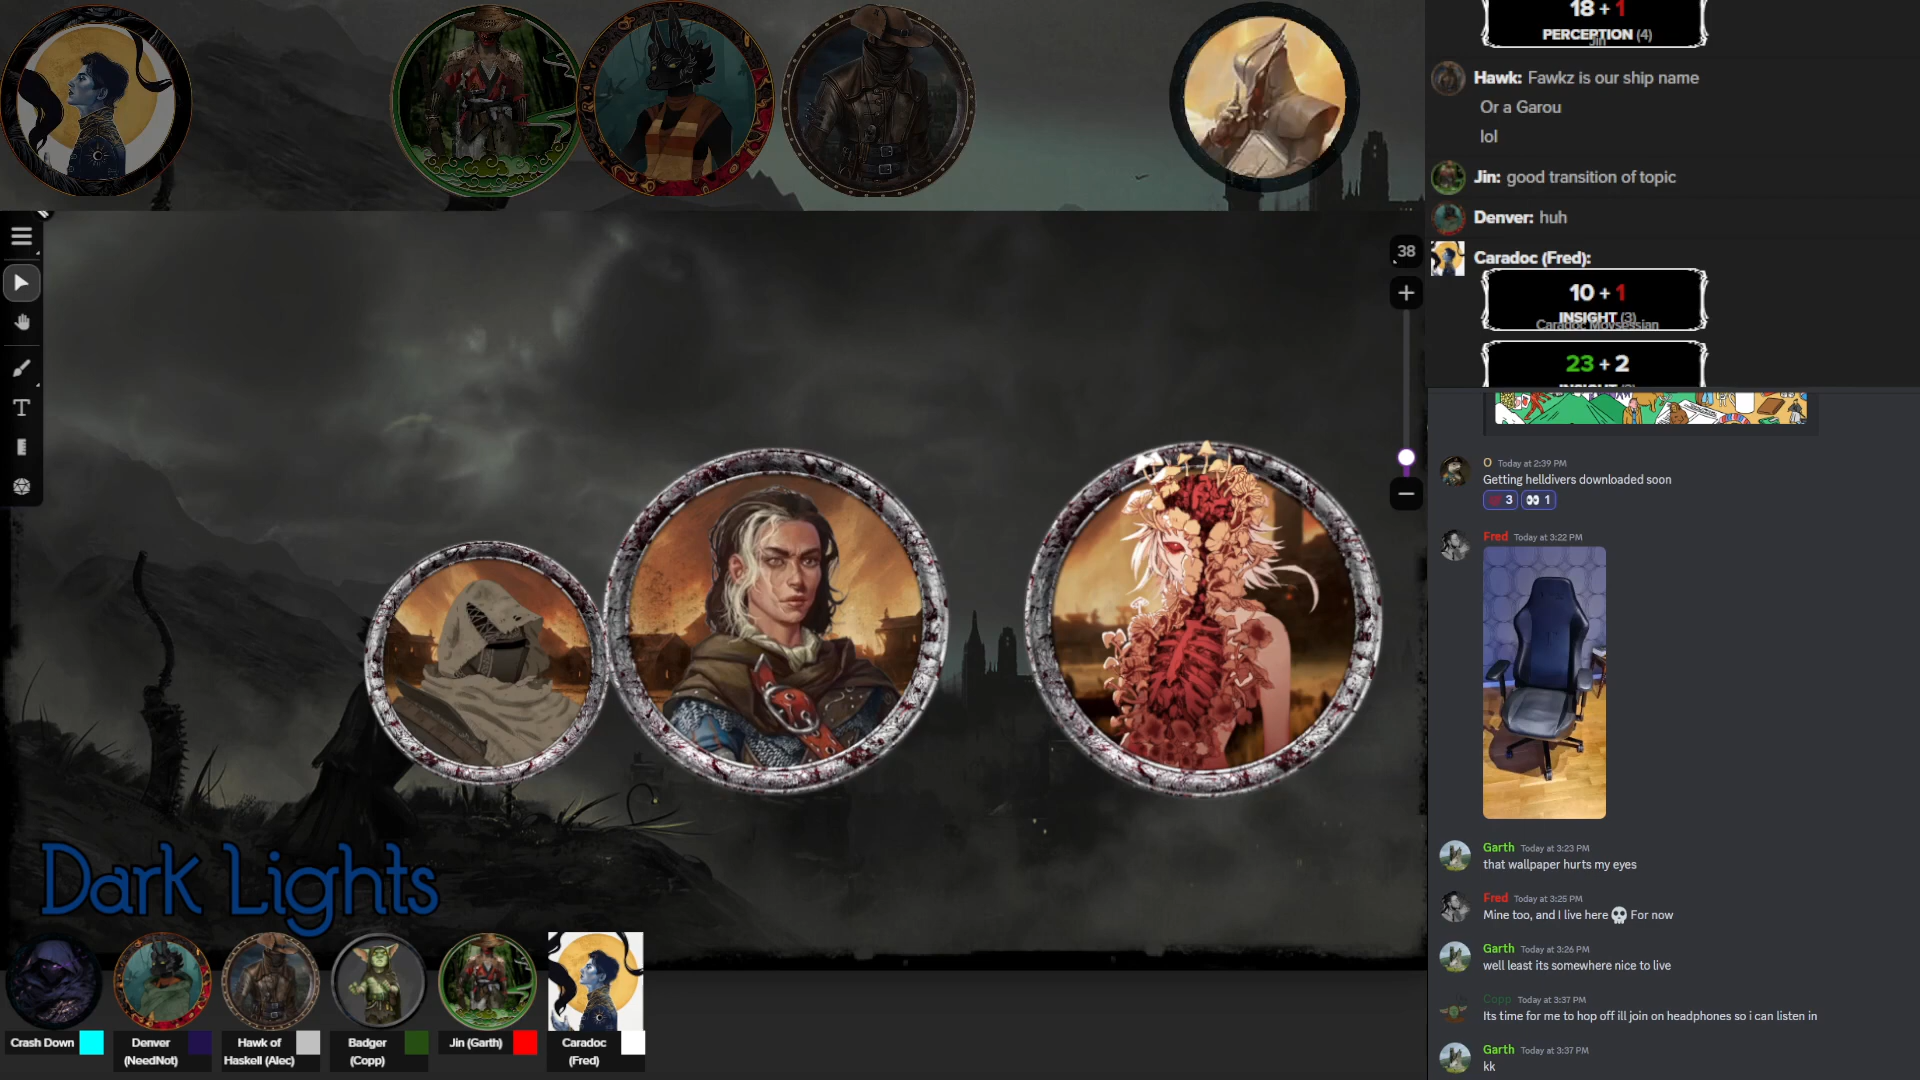 18 + 1
PERCEPTION (4)
Jin
Hawk: Fawkz is our ship name
Or a Garou
lol
Jin: good transition of topic
Denver: huh
Caradoc (Fred):
10 + 1
INSIGHT (3)
Caradoc Movsessian
23 + 2
38
O Today at 2:39 PM
Getting helldivers downloaded soon
3 1
Fred Today at 3:22 PM
Garth Today at 3:23 PM
that wallpaper hurts my eyes
Fred Today at 3:25 PM
Mine too, and I live here 💀 For now
Garth Today at 3:26 PM
well least its somewhere nice to live
Copp Today at 3:37 PM
Its time for me to hop off ill join on headphones so i can listen in
Garth Today at 3:37 PM
kk
Dark Lights
Crash Down
Denver (NeedNot)
Hawk of Haskell (Alec)
Badger (Copp)
Jin (Garth)
Caradoc (Fred)